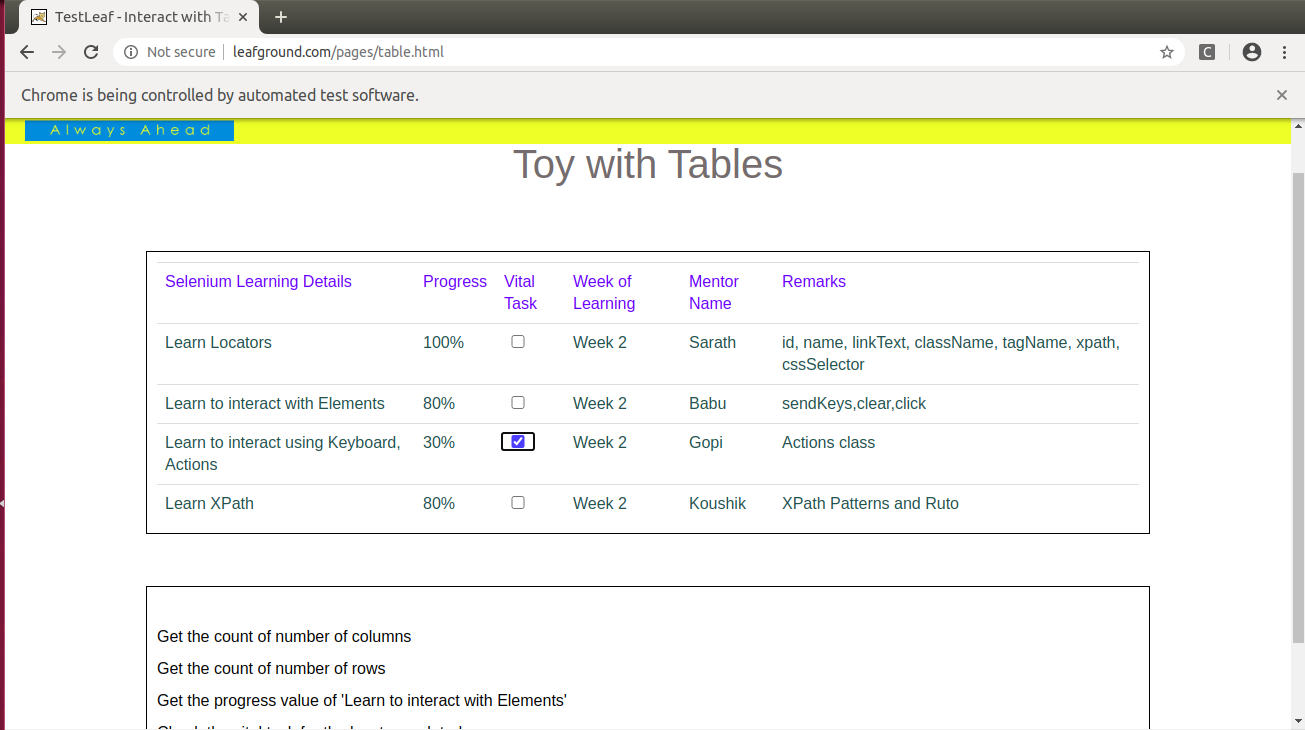 TestLeaf - Interact with Ta
Not secure leafground.com/pages/table.html
C
Chrome is being controlled by automated test software.
Always Ahead
Toy with Tables
Selenium Learning Details Progress Vital Task Week of Learning Mentor Name Remarks
Learn Locators 100% Week 2 Sarath id, name, linkText, className, tagName, xpath,
cssSelector
Learn to interact with Elements 80% Week 2 Babu sendKeys,clear,click
Learn to interact using Keyboard, 30% Week 2 Gopi Actions class
Actions
Learn XPath 80% Week 2 Koushik XPath Patterns and Ruto
Get the count of number of columns
Get the count of number of rows
Get the progress value of 'Learn to interact with Elements'